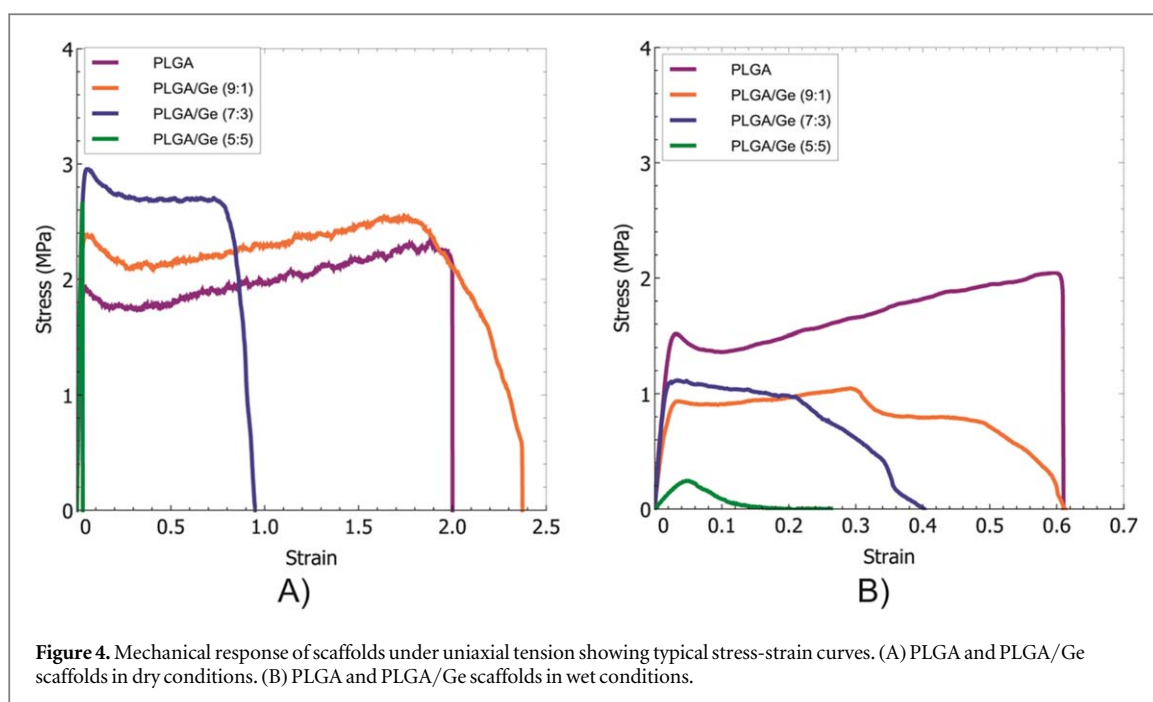 4
PLGA
PLGA/Ge (9:1)
PLGA/Ge (7:3)
PLGA/Ge (5:5)
3
2
1
0
Stress (MPa)
0 0.5 1.0 1.5 2.0 2.5
Strain
A)
4
PLGA
PLGA/Ge (9:1)
PLGA/Ge (7:3)
PLGA/Ge (5:5)
3
2
1
0
Stress (MPa)
0 0.1 0.2 0.3 0.4 0.5 0.6 0.7
Strain
B)
Figure 4. Mechanical response of scaffolds under uniaxial tension showing typical stress-strain curves. (A) PLGA and PLGA/Ge
scaffolds in dry conditions. (B) PLGA and PLGA/Ge scaffolds in wet conditions.